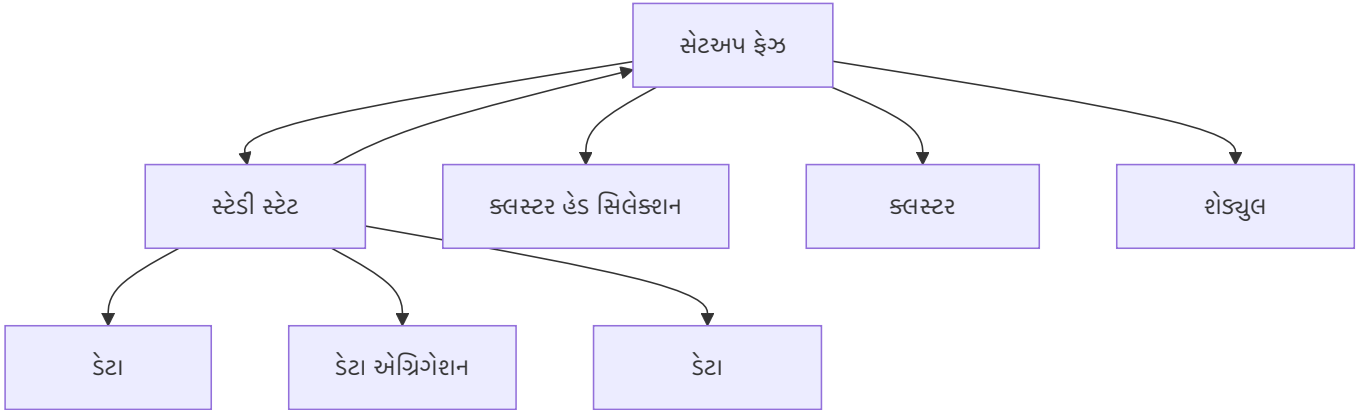 સેટઅપ ફેઝ
સ્ટેડી સ્ટેટ
ક્લસ્ટર હેડ સિલેક્શન
ક્લસ્ટર
શેડ્યુલ
ડેટા
ડેટા એગ્રિગેશન
ડેટા